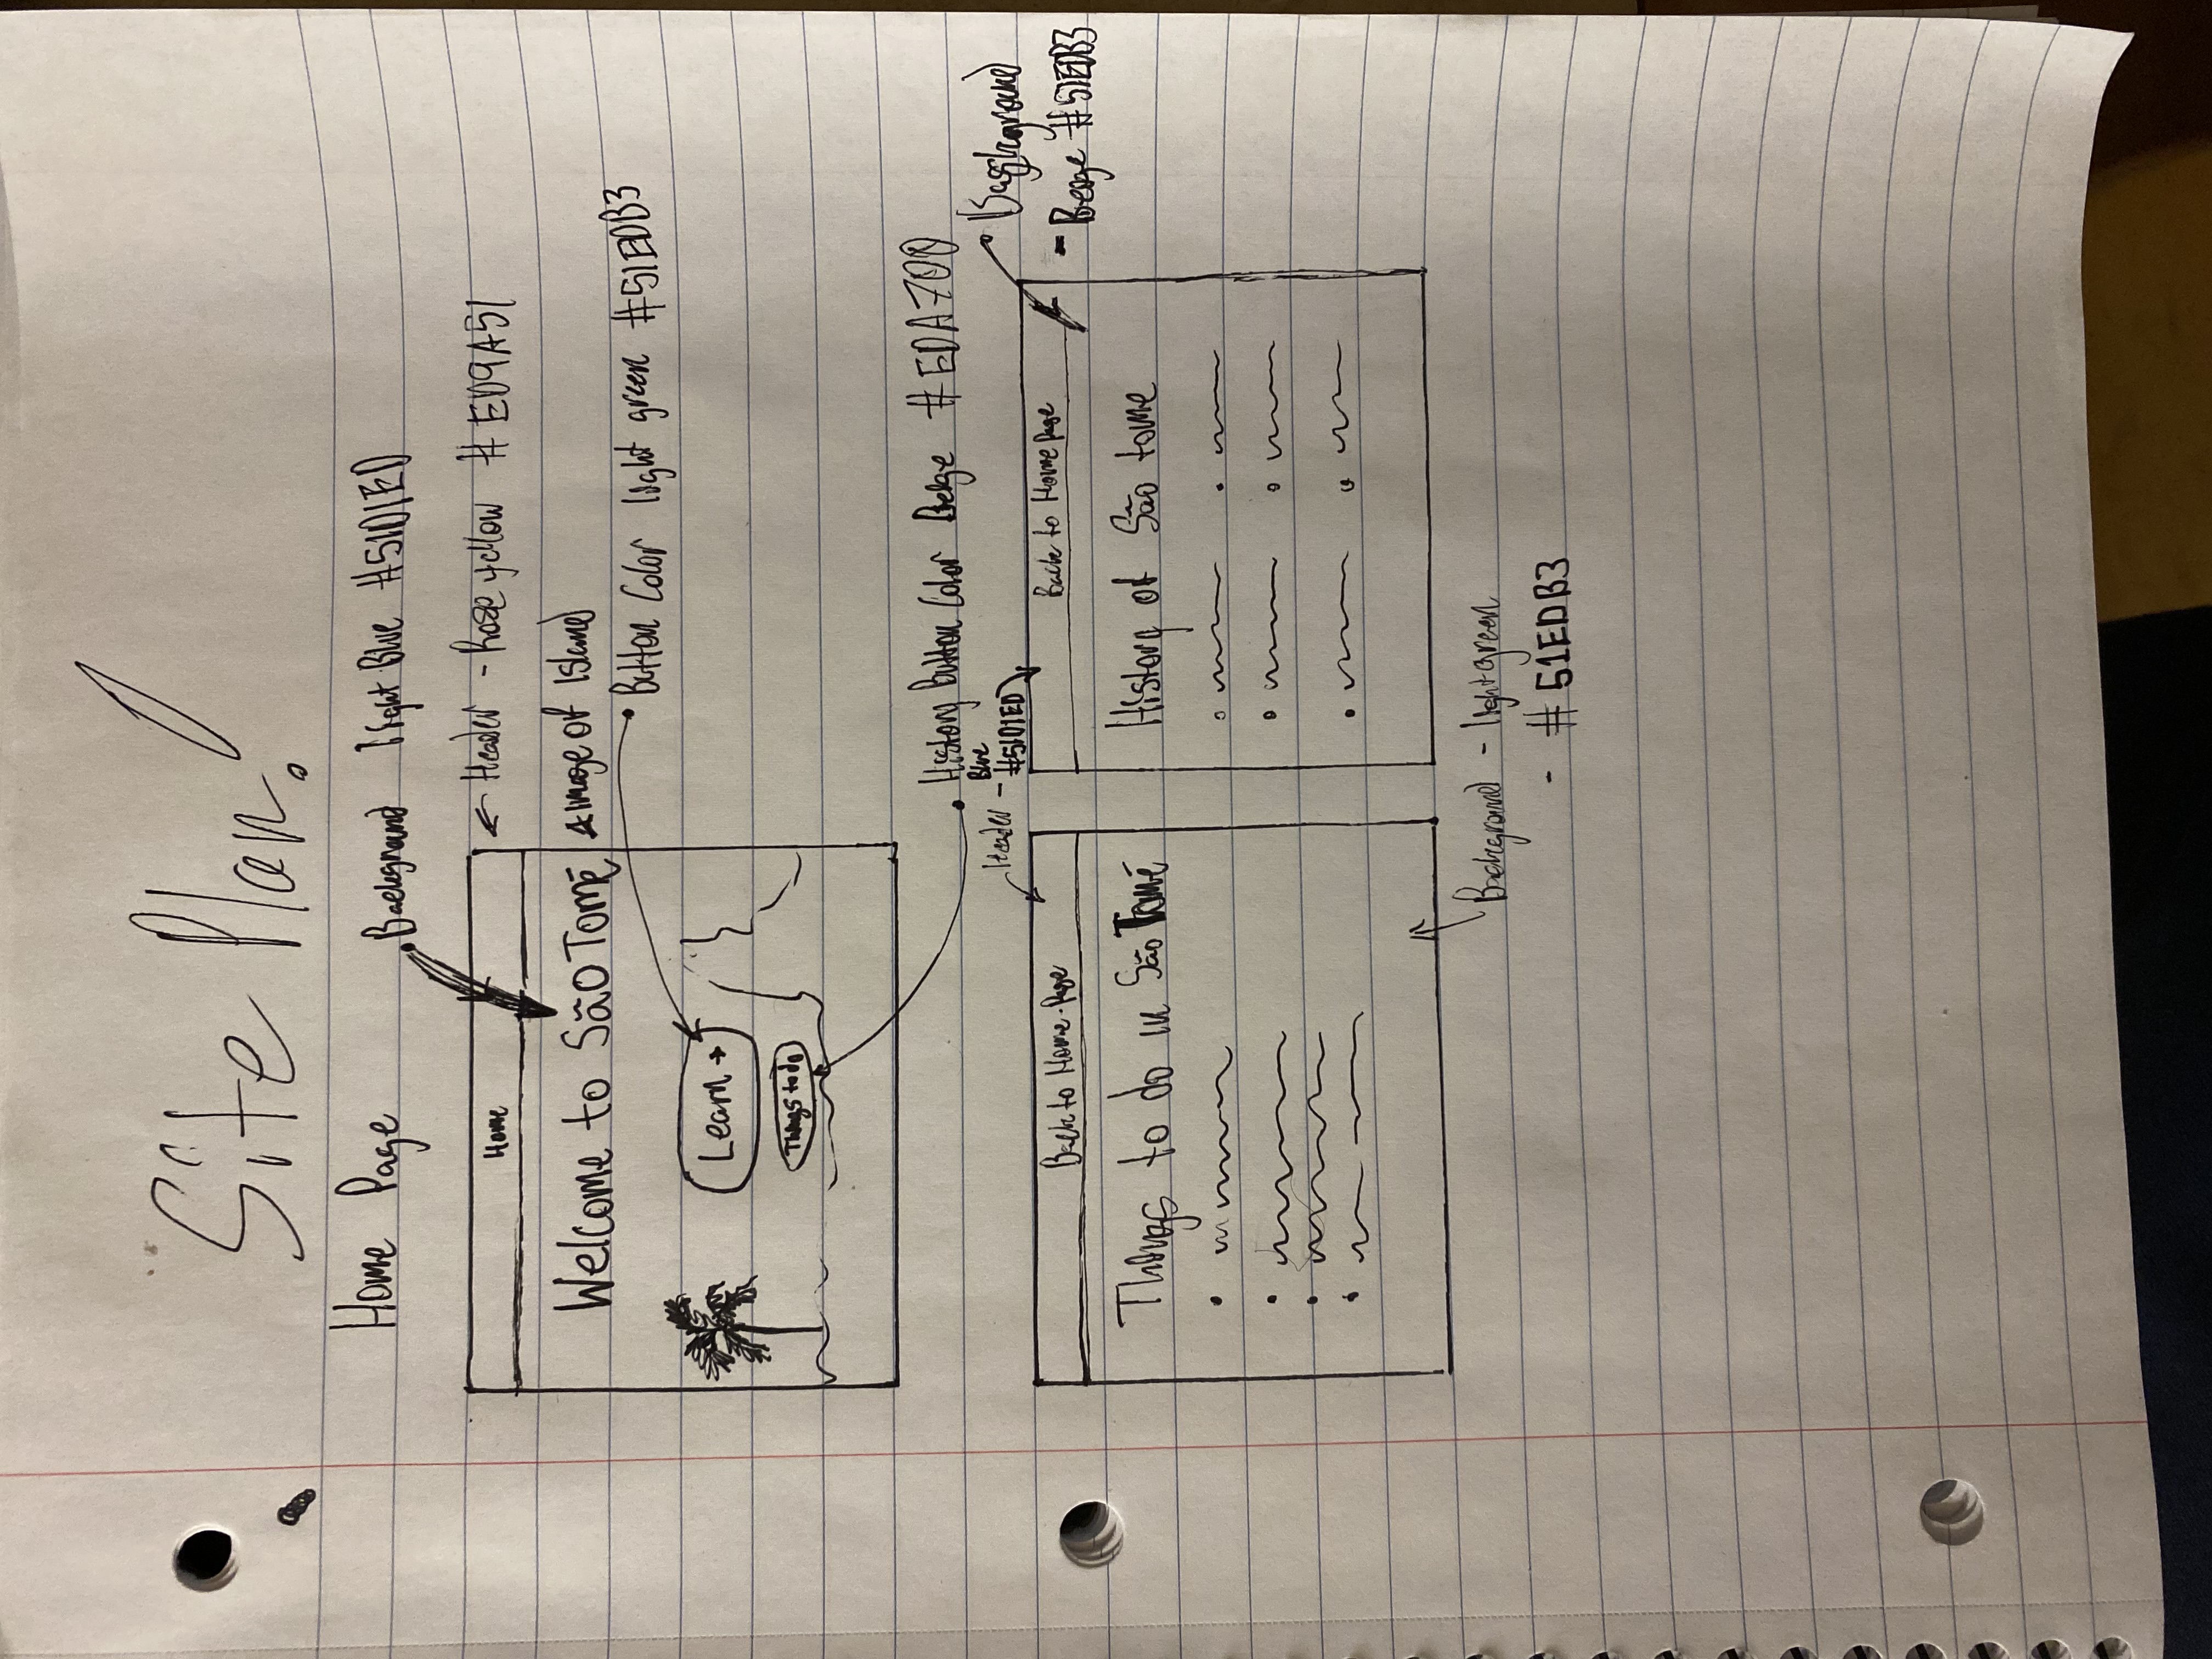 Site Plan!
Home Page
Background light Blue #51D1ED
Home
Header - Rose yellow #ED9A51
Welcome to São Tomé
image of Island
Button Color light green #51EDB3
Learn →
Things to do
History Button Color Beige #EDA700
Header - Blue
#51D1ED
Background
- Beige #51EDB3
Back to Home-Page
Back to Home Page
Things to do in São Tomé
History of São tome
Background - light green
- #51EDB3